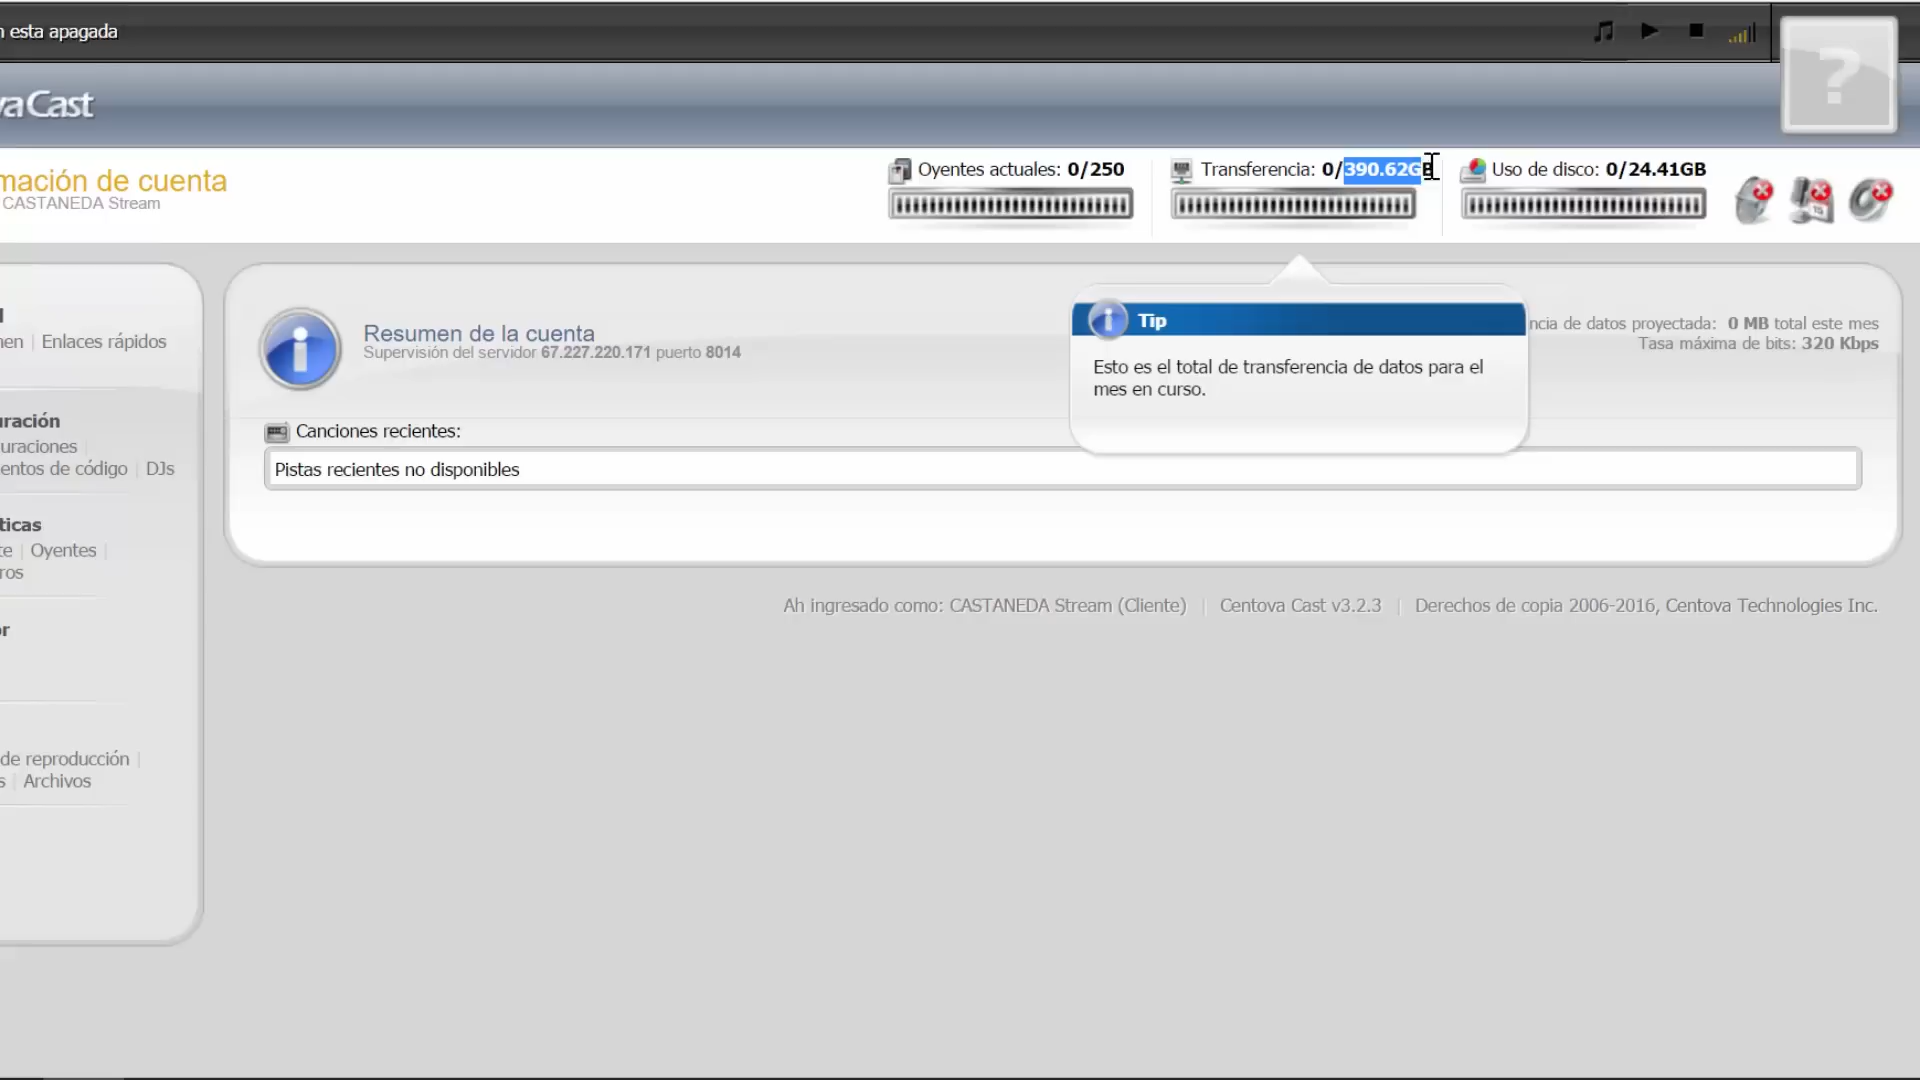 esta apagada
vaCast
mación de cuenta
CASTANEDA Stream
Oyentes actuales: 0/250
Transferencia: 0/390.62GB
Uso de disco: 0/24.41GB
Enlaces rápidos
uración
uraciones
entos de código | DJs
ticas
te | Oyentes |
ros
or
de reproducción |
s | Archivos
Resumen de la cuenta
Supervisión del servidor 67.227.220.171 puerto 8014
Tip
Esto es el total de transferencia de datos para el
mes en curso.
ncia de datos proyectada: 0 MB total este mes
Tasa máxima de bits: 320 Kbps
Canciones recientes:
Pistas recientes no disponibles
Ah ingresado como: CASTANEDA Stream (Cliente) | Centova Cast v3.2.3 | Derechos de copia 2006-2016, Centova Technologies Inc.